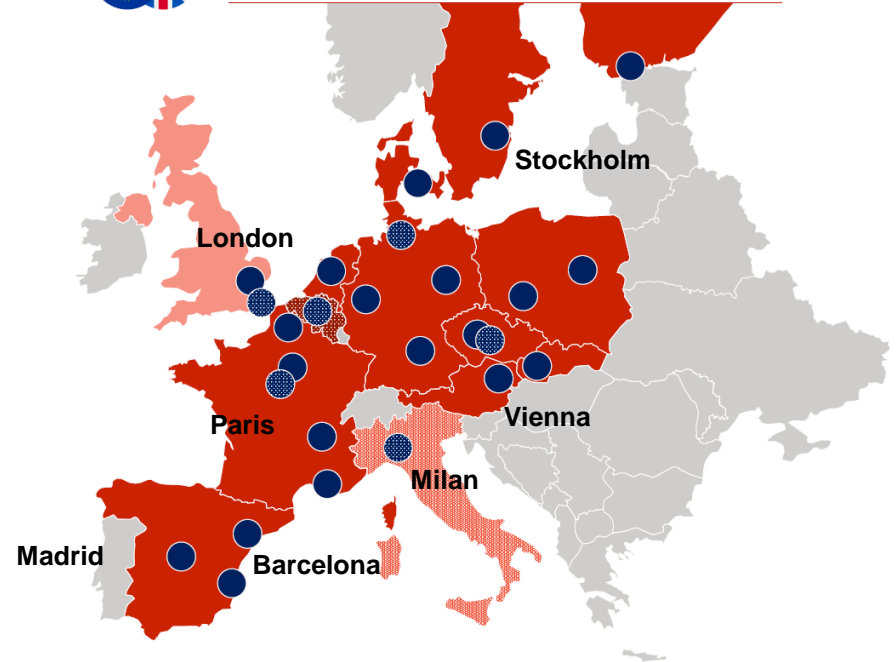 Stockholm
London
Vienna
Paris
Milan
Madrid
Barcelona